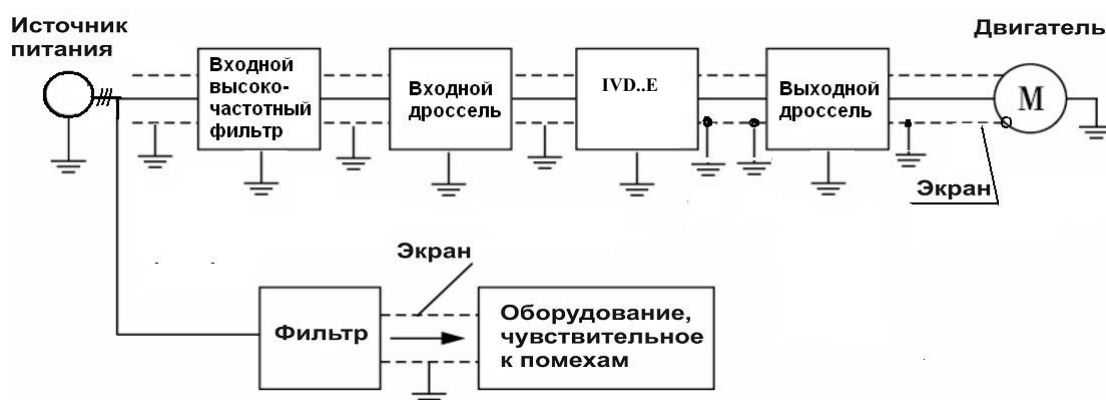 Источник
питания
Двигатель
Входной
высоко-
частотный
фильтр
Входной
дроссель
IVD..E
Выходной
дроссель
М
Экран
Экран
Фильтр
Оборудование,
чувствительное
к помехам